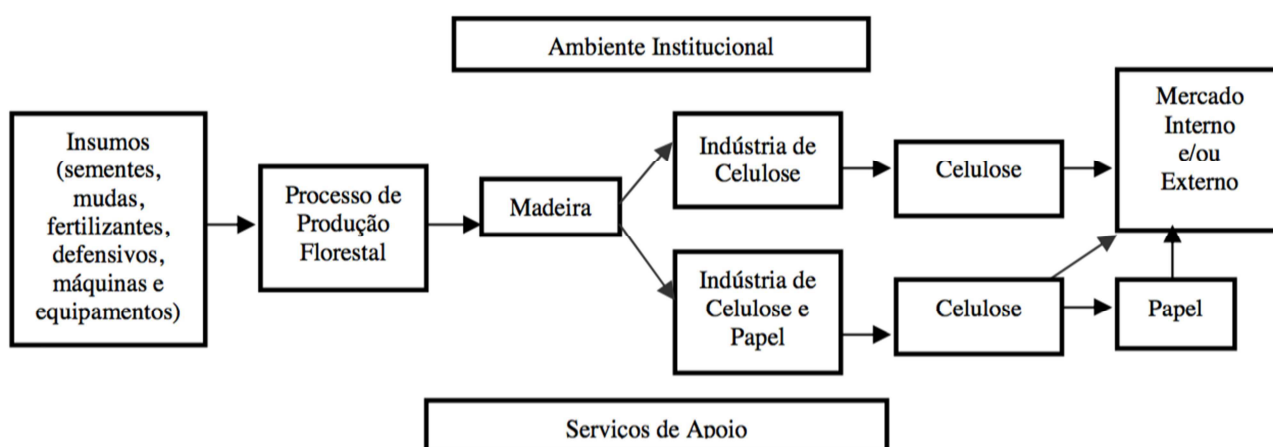 Ambiente Institucional
Insumos
(sementes,
mudas,
fertilizantes,
defensivos,
máquinas e
equipamentos)
Processo de
Produção
Florestal
Madeira
Indústria de
Celulose
Celulose
Mercado
Interno
e/ou
Externo
Indústria de
Celulose e
Papel
Celulose
Papel
Serviços de Apoio